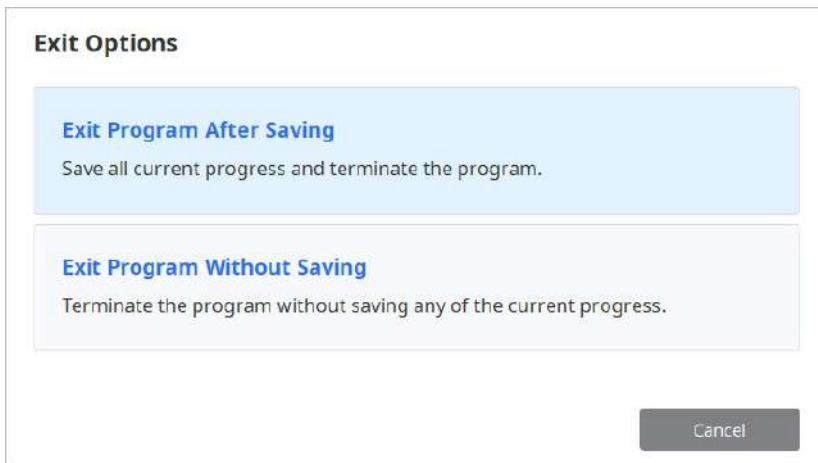 Exit Options
Exit Program After Saving
Save all current progress and terminate the program.
Exit Program Without Saving
Terminate the program without saving any of the current progress.
Cancel